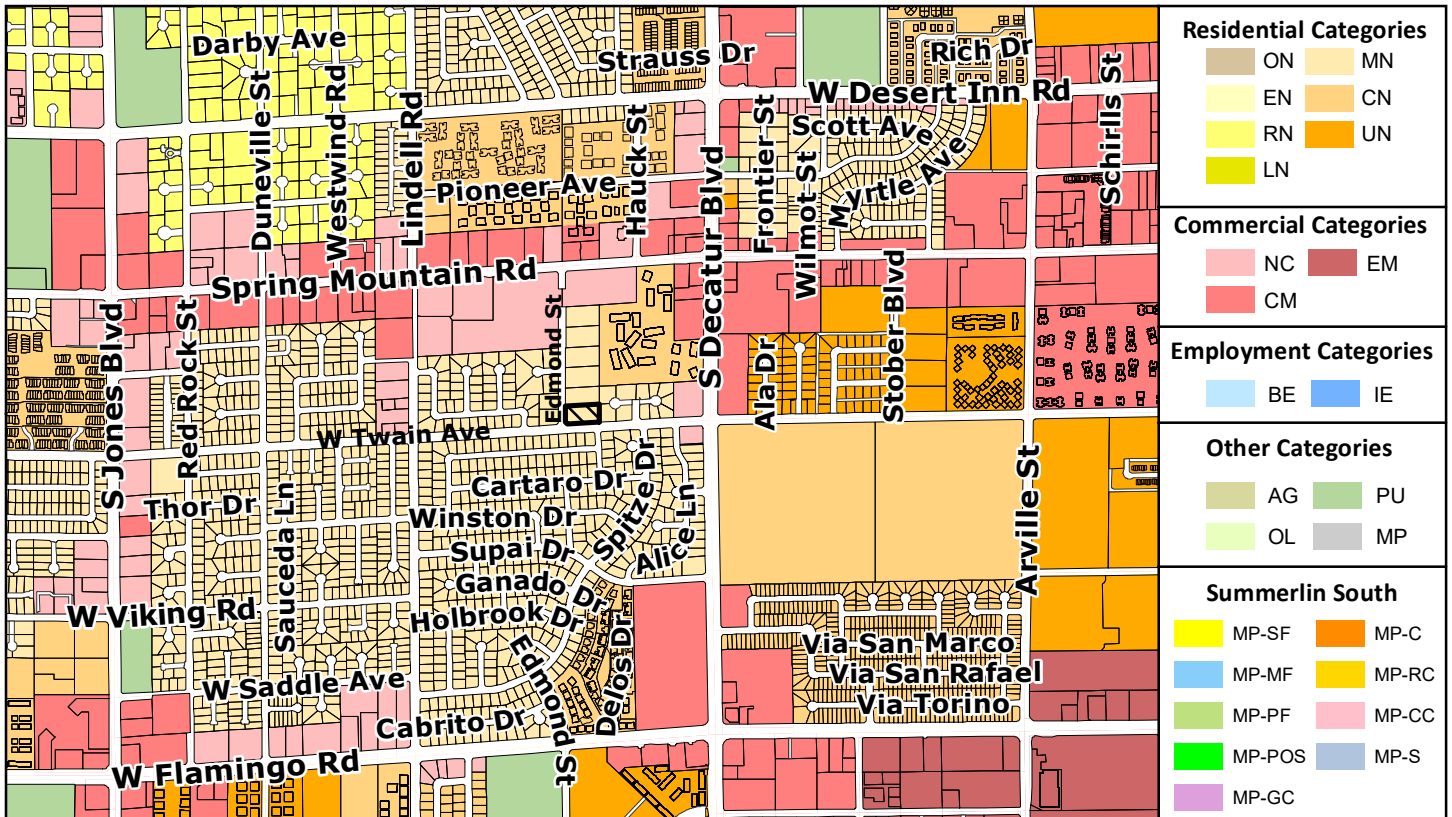 Darby Ave
Strauss Dr
Rich Dr
W Desert Inn Rd
Duneville St
Westwind Rd
Lindell Rd
Hauck St
Frontier St
Scott Ave
Schirlls St
Pioneer Ave
S Decatur Blvd
Wilmot St
Myrtle Ave
Spring Mountain Rd
S Jones Blvd
Red Rock St
Edmond St
Ala Dr
Stober Blvd
W Twain Ave
Cartaro Dr
Spitze Dr
Thor Dr
Sauceda Ln
Winston Dr
Alice Ln
Arville St
Supai Dr
Ganado Dr
W Viking Rd
Holbrook Dr
Edmond St
Delos Dr
Via San Marco
Via San Rafael
Via Torino
W Saddle Ave
Cabrito Dr
W Flamingo Rd
Residential Categories
ON MN
EN CN
RN UN
LN
Commercial Categories
NC EM
CM
Employment Categories
BE IE
Other Categories
AG PU
OL MP
Summerlin South
MP-SF MP-C
MP-MF MP-RC
MP-PF MP-CC
MP-POS MP-S
MP-GC